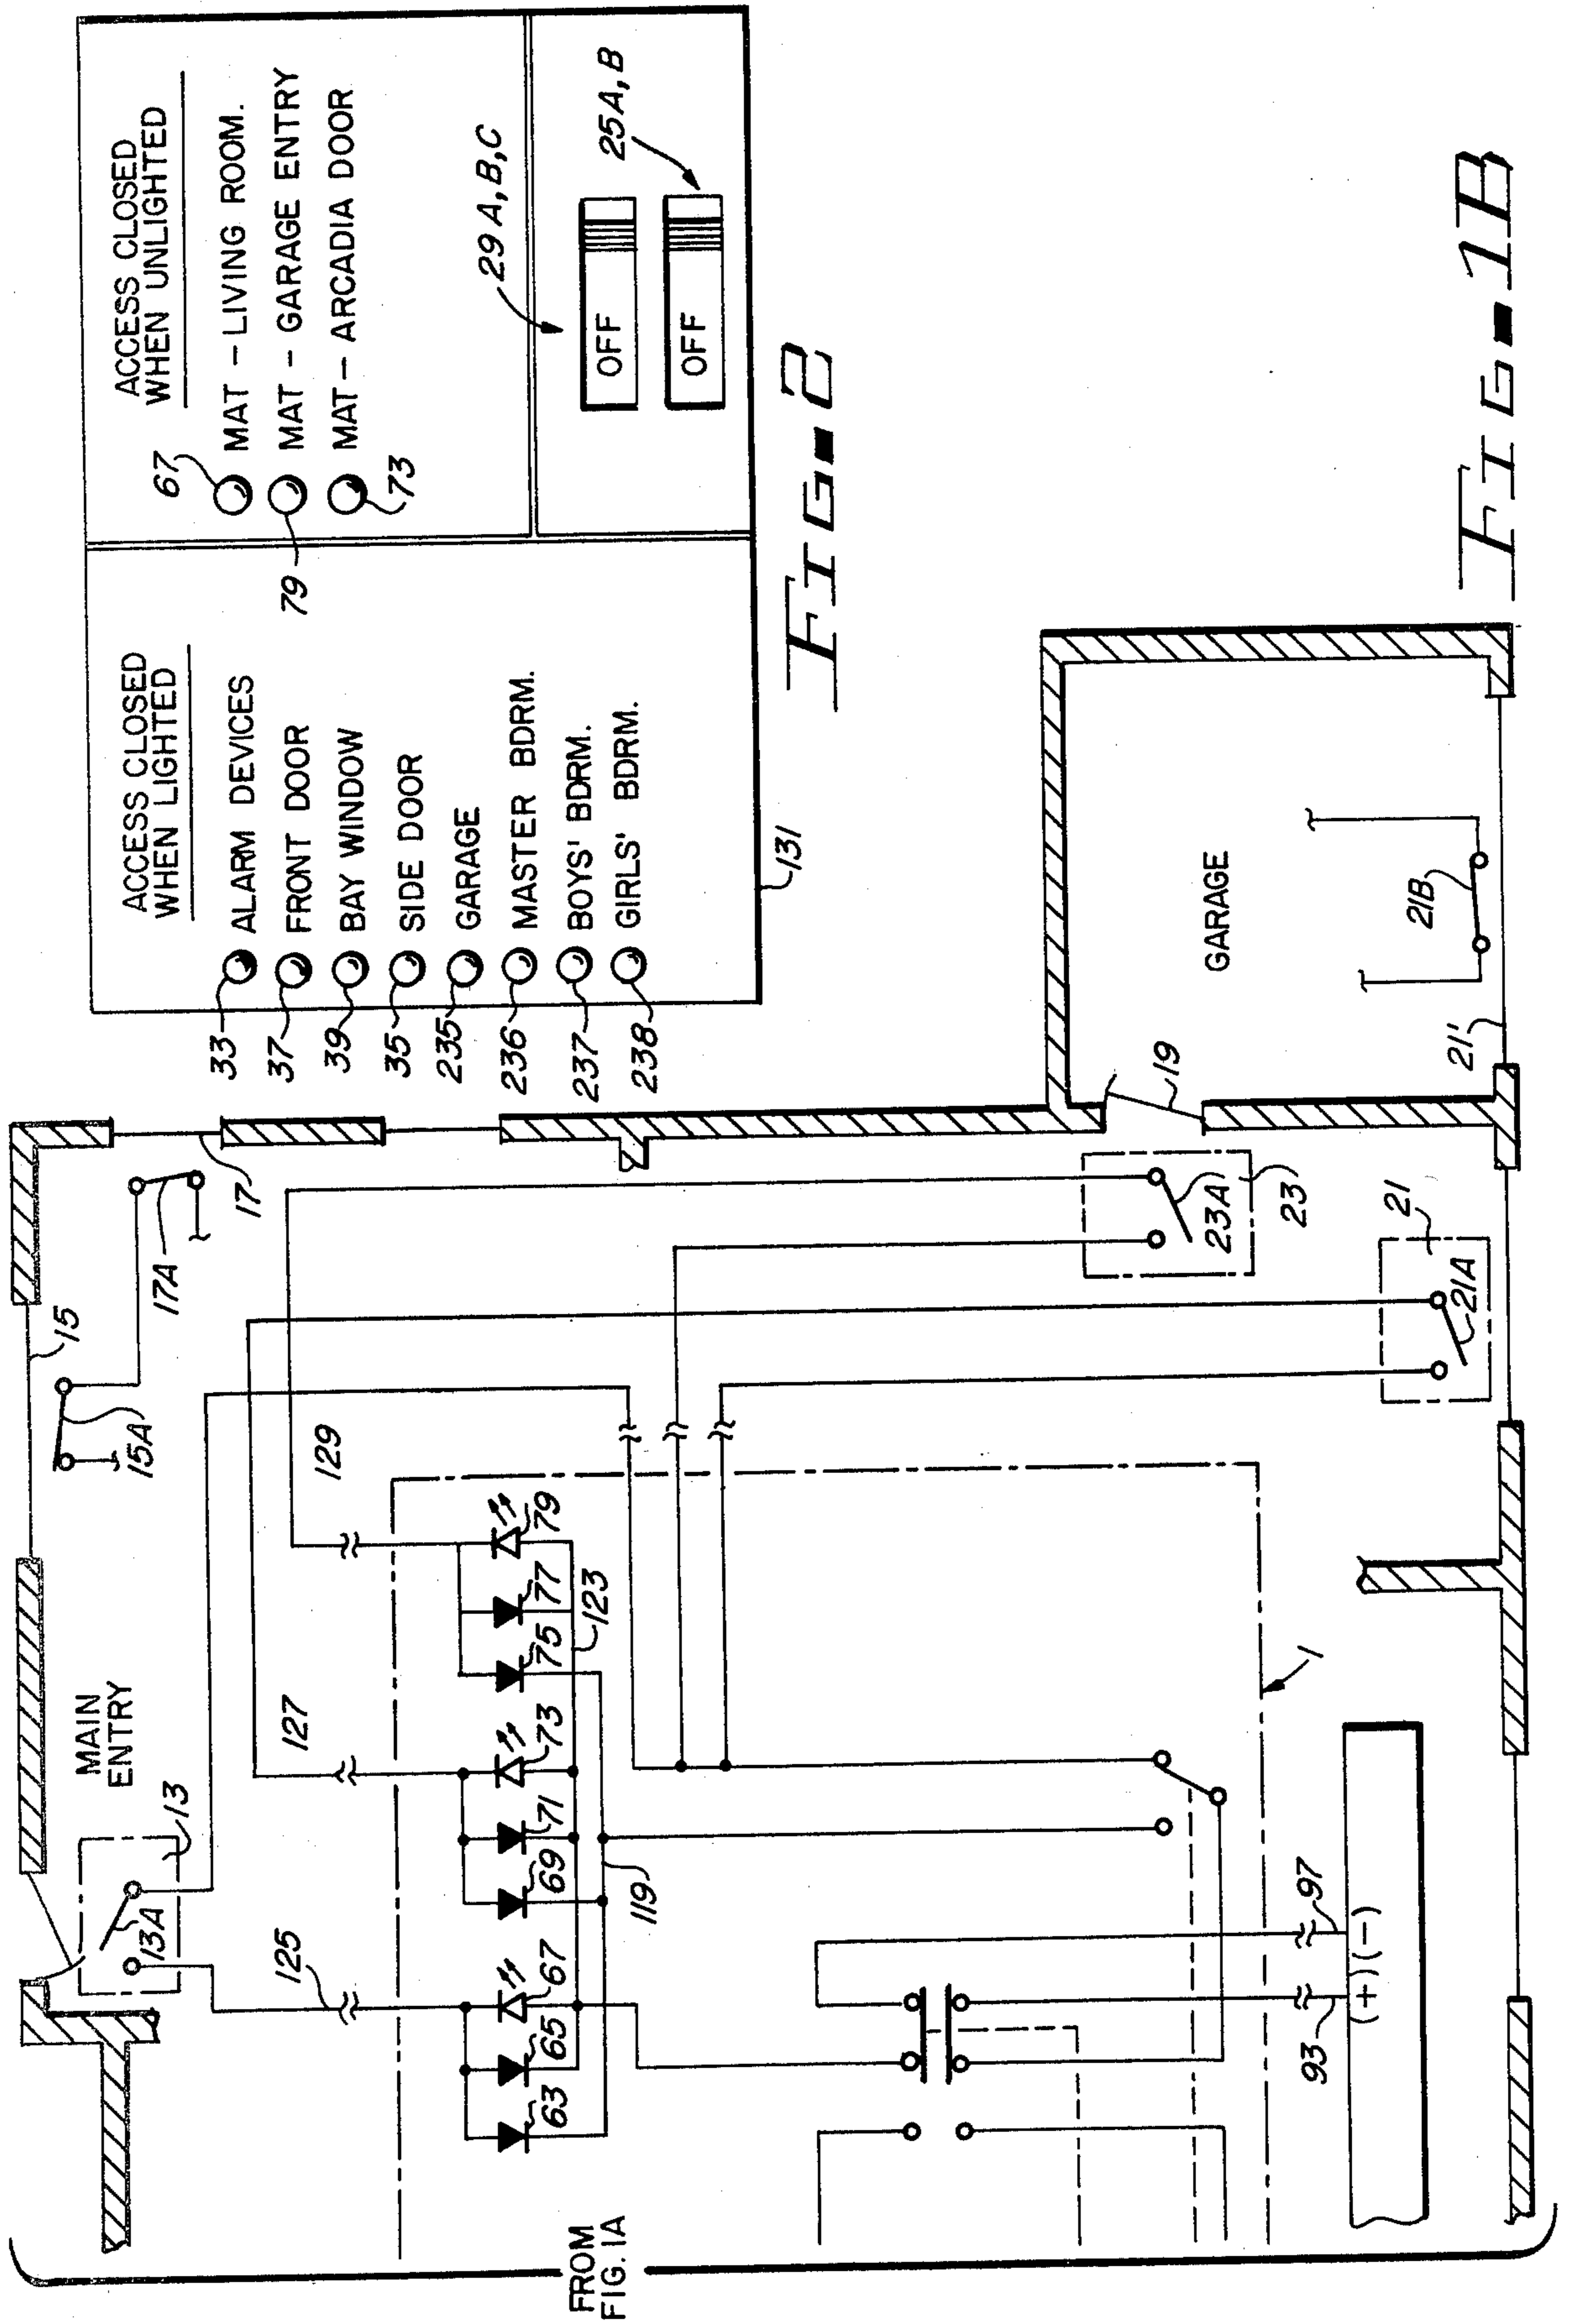 ACCESS CLOSED
WHEN LIGHTED
33 ALARM DEVICES
37 FRONT DOOR
39 BAY WINDOW
35 SIDE DOOR
235 GARAGE
236 MASTER BDRM.
237 BOYS' BDRM.
238 GIRLS' BDRM.
131
ACCESS CLOSED
WHEN UNLIGHTED
67 MAT - LIVING ROOM.
79 MAT - GARAGE ENTRY
73 MAT - ARCADIA DOOR
29A,B,C
OFF
25A,B
OFF
FIG-2
MAIN
ENTRY
13
13A
15
15A
17A
17
125
127
129
63
65
67
69
71
73
75
77
79
119
123
23A
23
21
21A
19
GARAGE
21B
21'
1
93
(+)
(-)
97
FROM
FIG.1A
FIG-1B